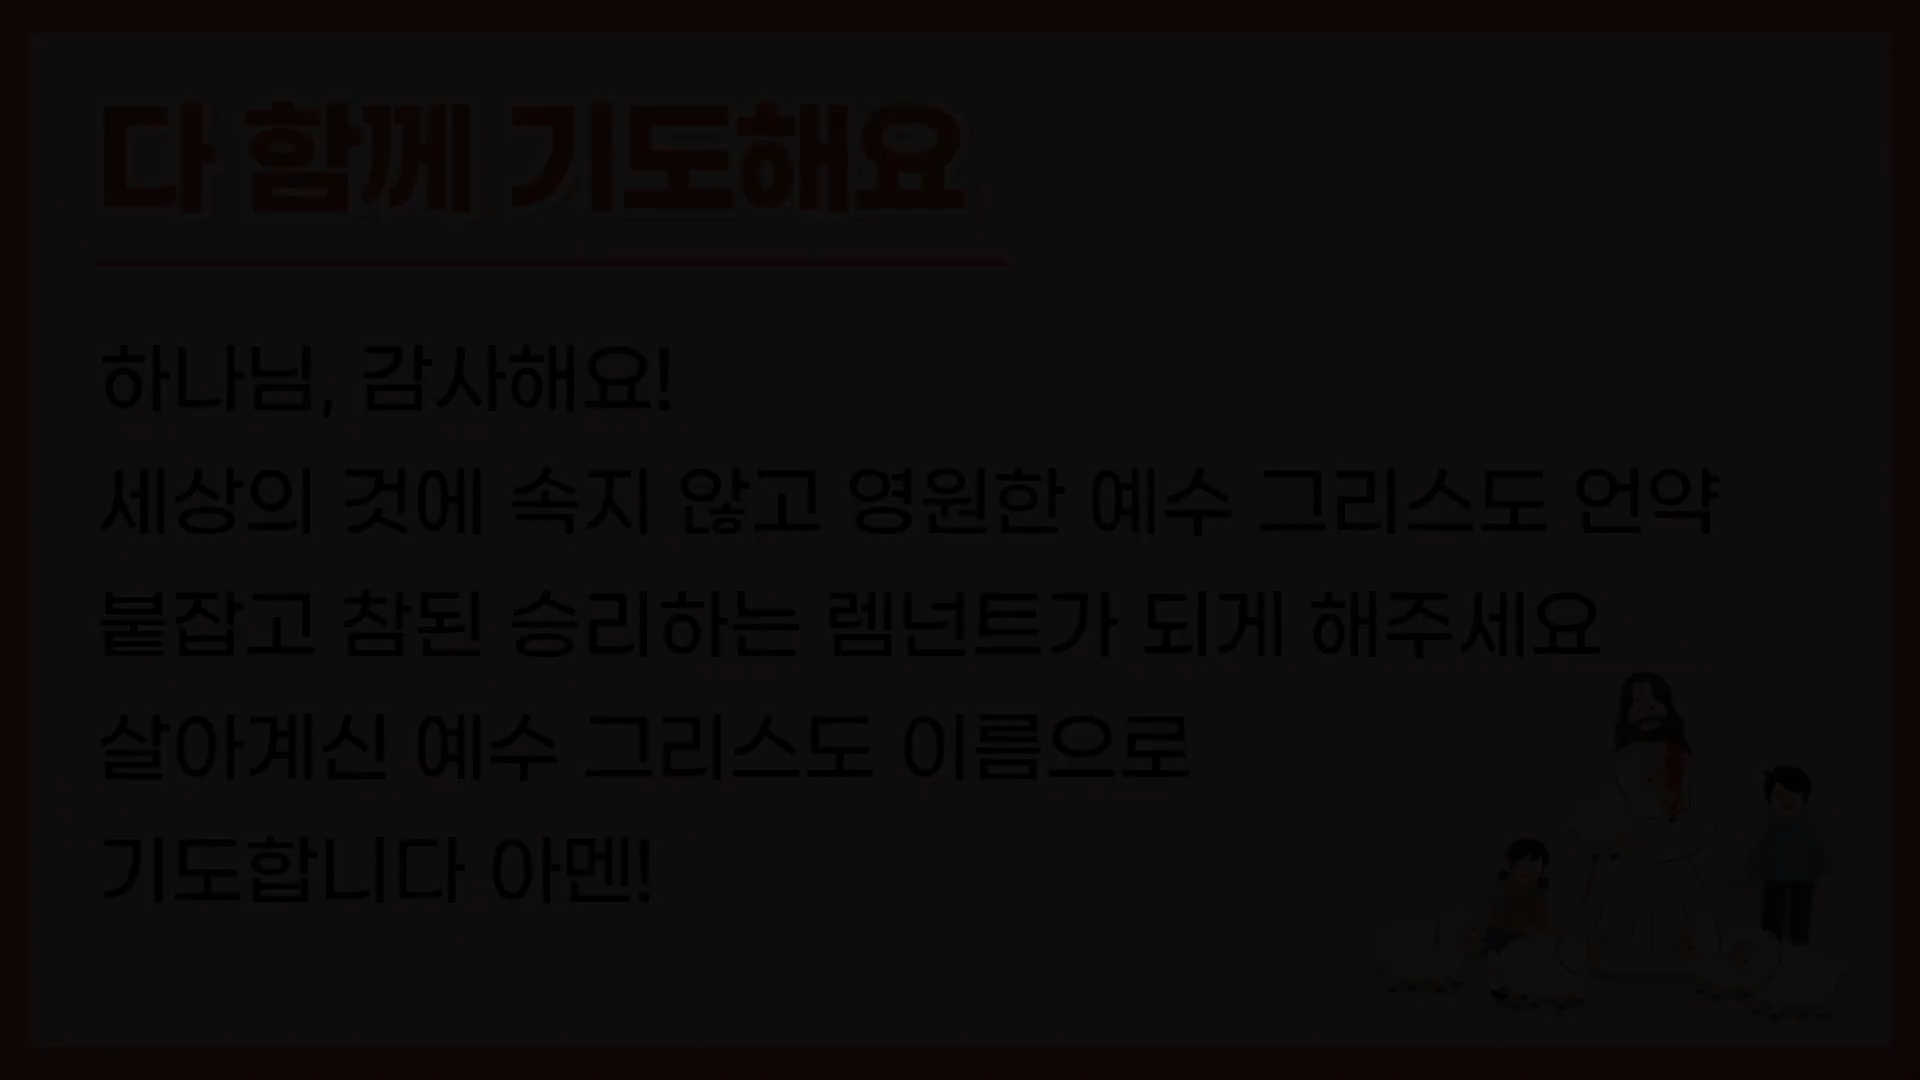 다 함께 기도해요
하나님, 감사해요!
세상의 것에 속지 않고 영원한 예수 그리스도 언약
붙잡고 참된 승리하는 렘넌트가 되게 해주세요
살아계신 예수 그리스도 이름으로
기도합니다 아멘!